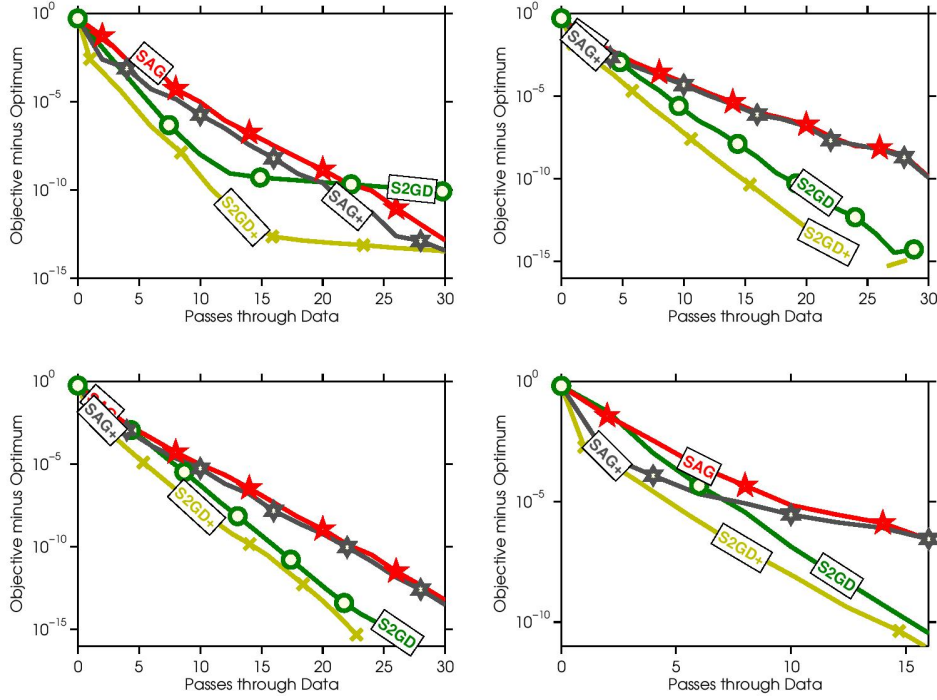 10^0
10^-5
10^-10
10^-15
Objective minus Optimum
0 5 10 15 20 25 30
Passes through Data
SAG
SAG+
S2GD
S2GD+
10^0
10^-5
10^-10
10^-15
Objective minus Optimum
0 5 10 15 20 25 30
Passes through Data
SAG+
S2GD
S2GD+
10^0
10^-5
10^-10
10^-15
Objective minus Optimum
0 5 10 15 20 25 30
Passes through Data
SAG
SAG+
S2GD+
S2GD
10^0
10^-5
10^-10
Objective minus Optimum
0 5 10 15
Passes through Data
SAG
SAG+
S2GD+
S2GD